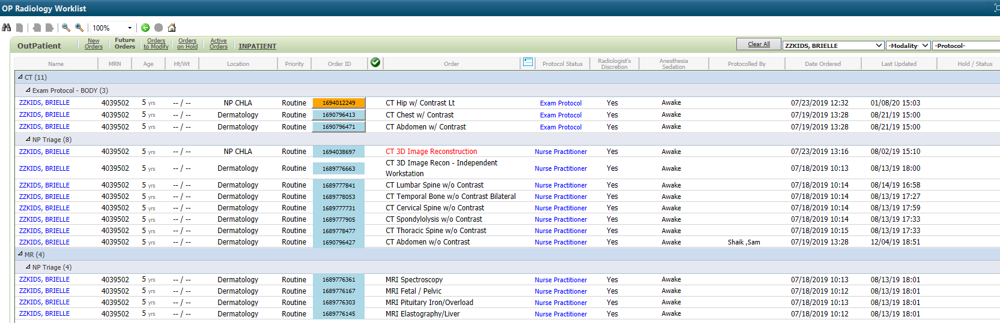 OP Radiology Worklist
100%
OutPatient New Orders Future Orders Orders to Modify Orders on Hold Active Orders INPATIENT Clear All ZZKIDS, BRIELLE -Modality- -Protocol-
Name MRN Age Ht/Wt Location Priority Order ID Order Protocol Status Radiologist's Discretion Anesthesia Sedation Protocolled By Date Ordered Last Updated Hold / Status
CT (11)
Exam Protocol - BODY (3)
ZZKIDS, BRIELLE 4039502 5 yrs -- / -- NP CHLA Routine 1694012249 CT Hip w/ Contrast Lt Exam Protocol Yes Awake 07/23/2019 12:32 01/08/20 15:03
ZZKIDS, BRIELLE 4039502 5 yrs -- / -- Dermatology Routine 1690796413 CT Chest w/ Contrast Exam Protocol Yes Awake 07/19/2019 13:28 08/21/19 15:00
ZZKIDS, BRIELLE 4039502 5 yrs -- / -- Dermatology Routine 1690796471 CT Abdomen w/ Contrast Exam Protocol Yes Awake 07/19/2019 13:28 08/21/19 15:00
NP Triage (8)
ZZKIDS, BRIELLE 4039502 5 yrs -- / -- NP CHLA Routine 1694038697 CT 3D Image Reconstruction Nurse Practitioner Yes Awake 07/23/2019 13:16 08/02/19 15:10
ZZKIDS, BRIELLE 4039502 5 yrs -- / -- Dermatology Routine 1689776663 CT 3D Image Recon - Independent Workstation Nurse Practitioner Yes Awake 07/18/2019 10:13 08/13/19 18:00
ZZKIDS, BRIELLE 4039502 5 yrs -- / -- Dermatology Routine 1689777841 CT Lumbar Spine w/o Contrast Nurse Practitioner Yes Awake 07/18/2019 10:14 08/14/19 16:58
ZZKIDS, BRIELLE 4039502 5 yrs -- / -- Dermatology Routine 1689778053 CT Temporal Bone w/o Contrast Bilateral Nurse Practitioner Yes Awake 07/18/2019 10:14 08/13/19 17:27
ZZKIDS, BRIELLE 4039502 5 yrs -- / -- Dermatology Routine 1689777731 CT Cervical Spine w/o Contrast Nurse Practitioner Yes Awake 07/18/2019 10:14 08/13/19 17:59
ZZKIDS, BRIELLE 4039502 5 yrs -- / -- Dermatology Routine 1689777905 CT Spondylolysis w/o Contrast Nurse Practitioner Yes Awake 07/18/2019 10:14 08/13/19 17:33
ZZKIDS, BRIELLE 4039502 5 yrs -- / -- Dermatology Routine 1689778477 CT Thoracic Spine w/o Contrast Nurse Practitioner Yes Awake 07/18/2019 10:15 08/13/19 17:33
ZZKIDS, BRIELLE 4039502 5 yrs -- / -- Dermatology Routine 1690796427 CT Abdomen w/o Contrast Nurse Practitioner Yes Awake Shaik ,Sam 07/19/2019 13:28 12/04/19 18:51
MR (4)
NP Triage (4)
ZZKIDS, BRIELLE 4039502 5 yrs -- / -- Dermatology Routine 1689776361 MRI Spectroscopy Nurse Practitioner Yes Awake 07/18/2019 10:13 08/13/19 18:01
ZZKIDS, BRIELLE 4039502 5 yrs -- / -- Dermatology Routine 1689776167 MRI Fetal / Pelvic Nurse Practitioner Yes Awake 07/18/2019 10:12 08/13/19 18:01
ZZKIDS, BRIELLE 4039502 5 yrs -- / -- Dermatology Routine 1689776303 MRI Pituitary Iron/Overload Nurse Practitioner Yes Awake 07/18/2019 10:13 08/13/19 18:01
ZZKIDS, BRIELLE 4039502 5 yrs -- / -- Dermatology Routine 1689776145 MRI Elastography/Liver Nurse Practitioner Yes Awake 07/18/2019 10:12 08/13/19 18:01